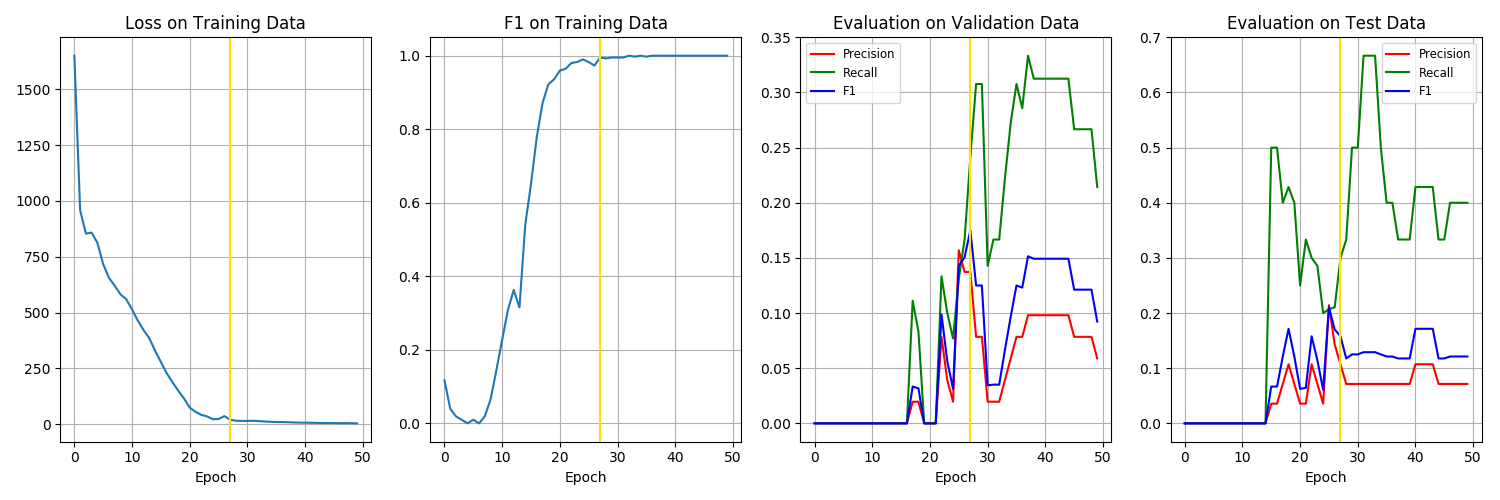 Loss on Training Data
1500
1250
1000
750
500
250
0
0 10 20 30 40 50
Epoch
F1 on Training Data
1.0
0.8
0.6
0.4
0.2
0.0
0 10 20 30 40 50
Epoch
Evaluation on Validation Data
Precision
Recall
F1
0.35
0.30
0.25
0.20
0.15
0.10
0.05
0.00
0 10 20 30 40 50
Epoch
Evaluation on Test Data
Precision
Recall
F1
0.7
0.6
0.5
0.4
0.3
0.2
0.1
0.0
0 10 20 30 40 50
Epoch